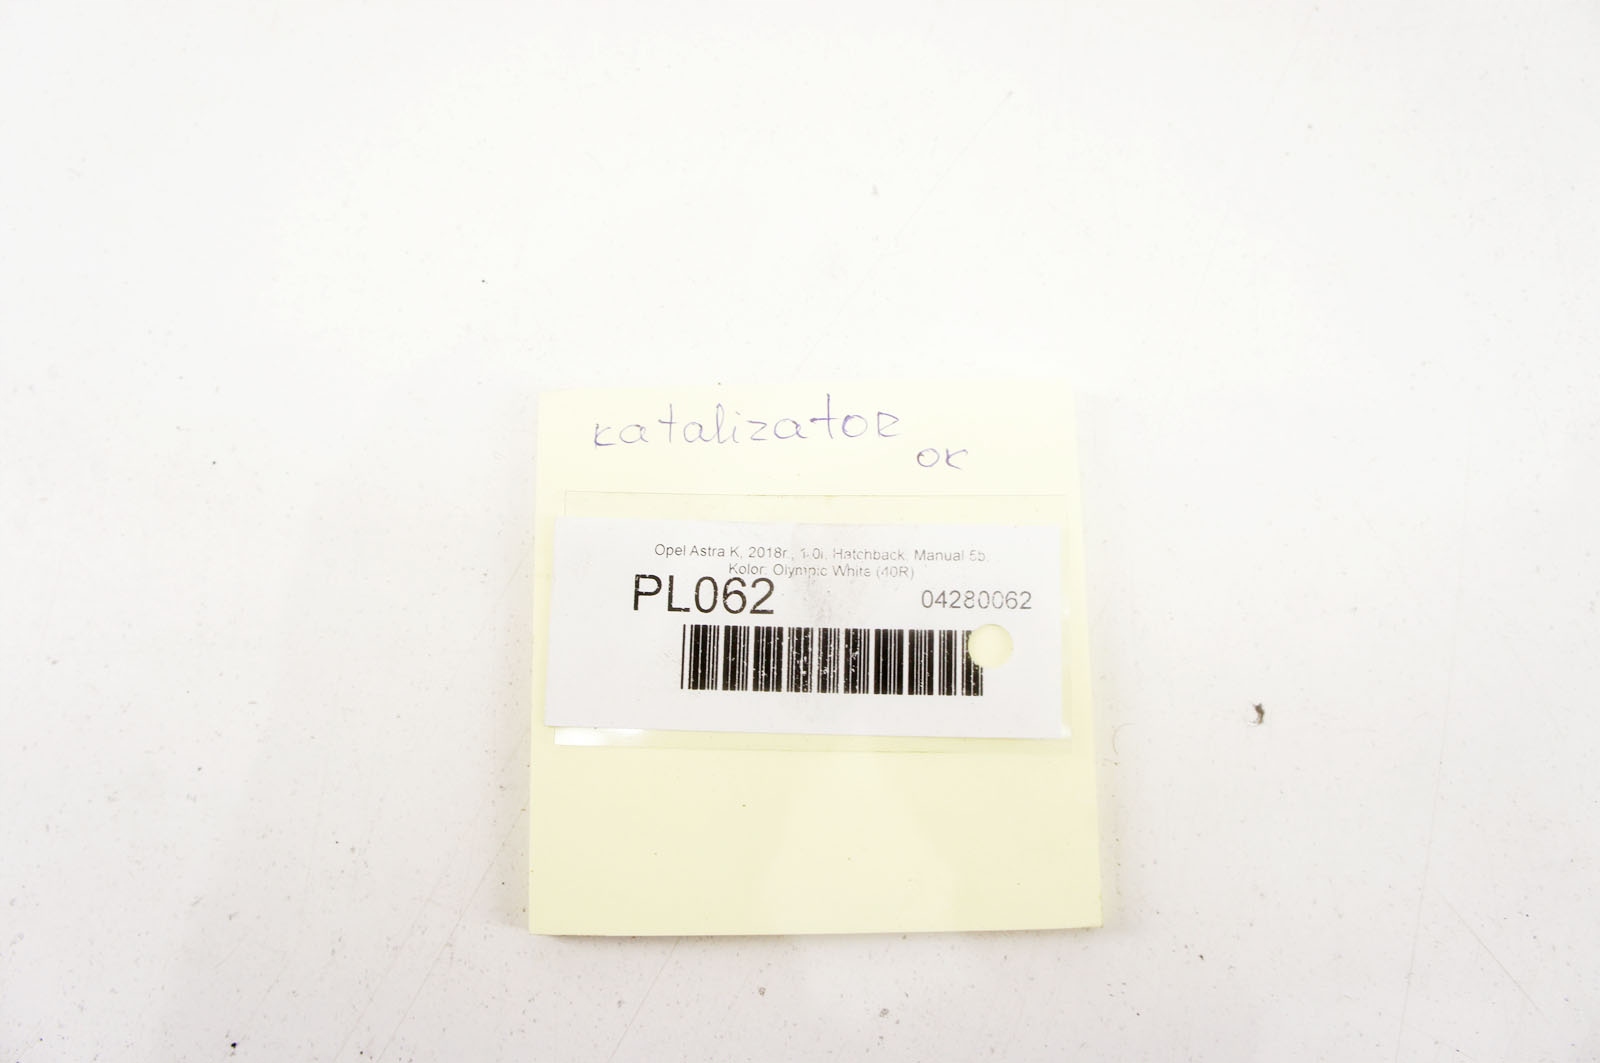 katalizator
ok
Opel Astra K, 2018r., 1.0i, Hatchback, Manual 5b,
Kolor: Olympic White (40R)
PL062
04280062